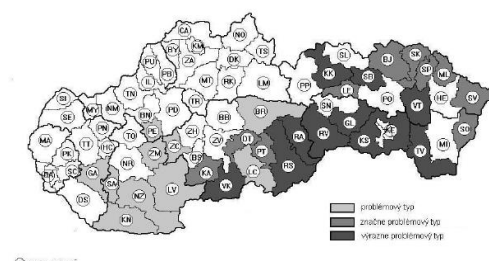 CA
NO
BY
KM
TS
PU
PB
ZA
DK
IL
MT
RK
LM
PP
KK
SL
SB
BJ
SK
SP
ML
TN
LE
PO
HE
SV
SI
SE
MY
NM
BN
PD
TR
BB
BR
SN
GL
VT
SO
MA
TT
PN
HC
TO
PE
ZM
ZH
ZC
ZV
DT
PT
RA
RV
KS
KE
MI
TV
PK
SC
GA
SA
NR
BS
KA
VK
LC
RS
DS
NZ
LV
KN
problémový typ
značne problémový typ
výrazne problémový typ